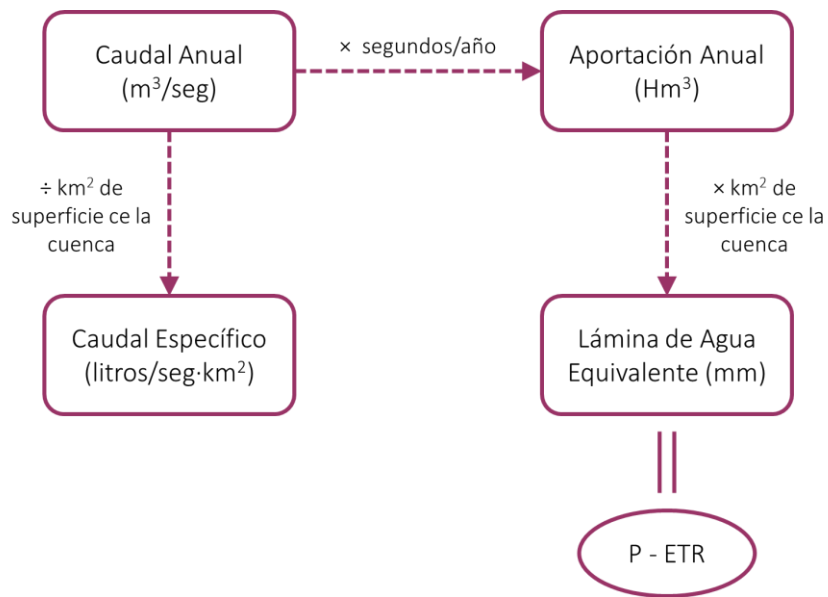 Caudal Anual
(m³/seg)
× segundos/año
Aportación Anual
(Hm³)
÷ km² de
superficie ce la
cuenca
× km² de
superficie ce la
cuenca
Caudal Específico
(litros/seg·km²)
Lámina de Agua
Equivalente (mm)
P - ETR